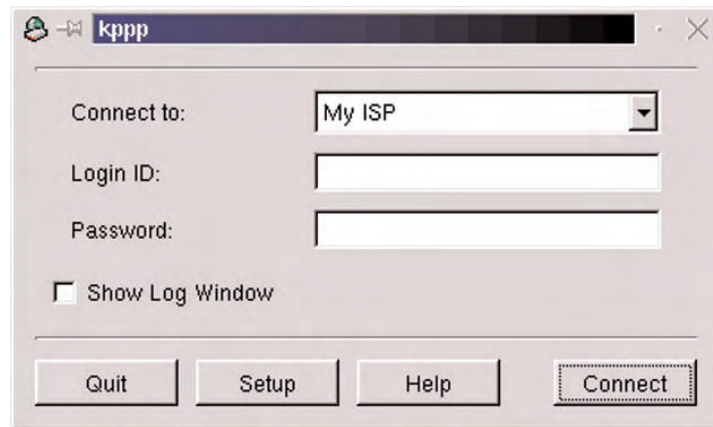 kppp
Connect to: My ISP
Login ID:
Password:
Show Log Window
Quit Setup Help Connect